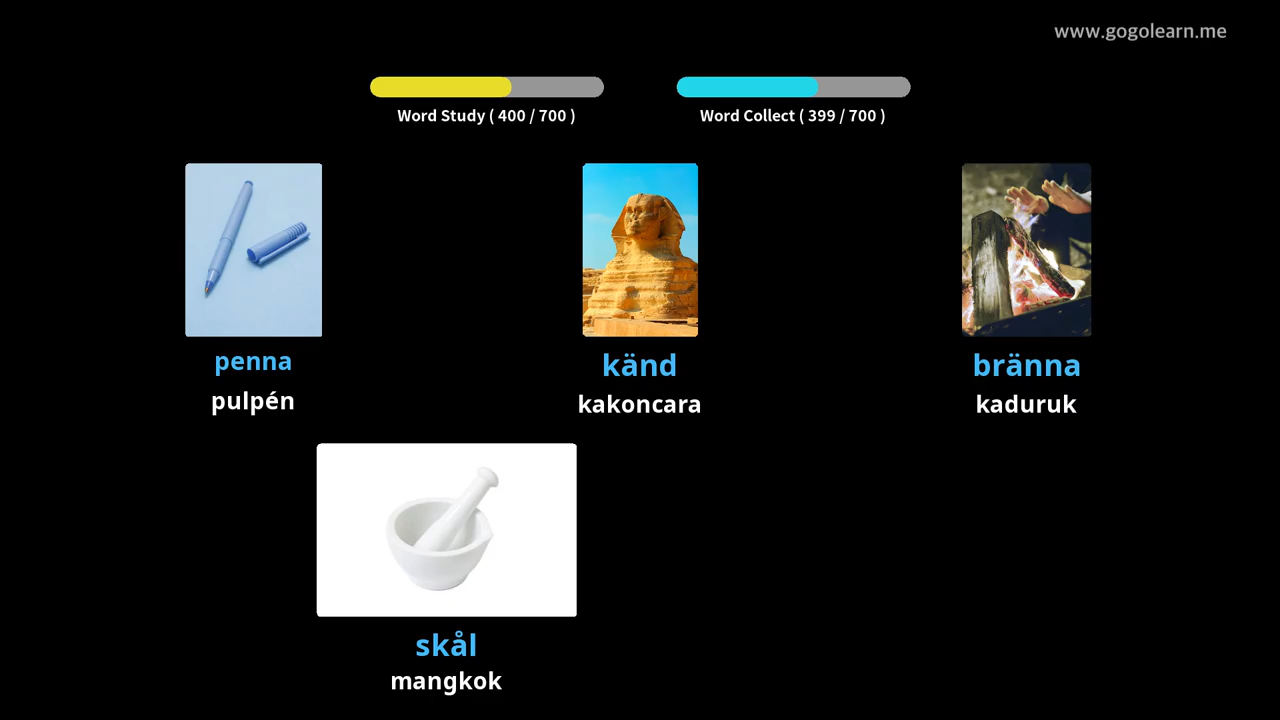 www.gogolearn.me
Word Study ( 400 / 700 )
Word Collect ( 399 / 700 )
penna
pulpén
känd
kakoncara
bränna
kaduruk
skål
mangkok